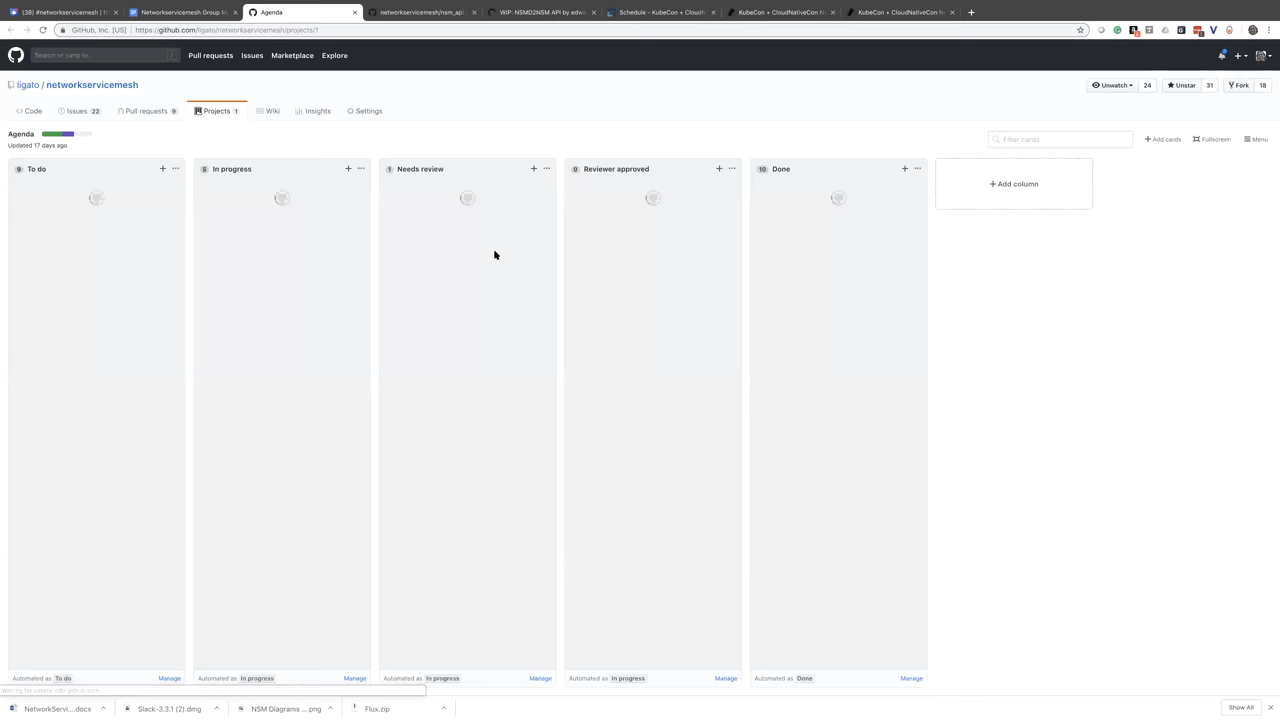 (38) #networkservicemesh | t
Networkservicemesh Group M
Agenda
networkservicemesh/nsm_api
WIP: NSMD2NSM API by edwa
Schedule - KubeCon + CloudN
KubeCon + CloudNativeCon N
KubeCon + CloudNativeCon N
GitHub, Inc. [US] | https://github.com/ligato/networkservicemesh/projects/1
Search or jump to...
Pull requests Issues Marketplace Explore
ligato / networkservicemesh
Unwatch 24 Unstar 31 Fork 18
Code Issues 22 Pull requests 9 Projects 1 Wiki Insights Settings
Agenda
Updated 17 days ago
Filter cards
Add cards Fullscreen Menu
9 To do
5 In progress
1 Needs review
0 Reviewer approved
10 Done
+ Add column
Automated as To do Manage
Automated as In progress Manage
Automated as In progress Manage
Automated as In progress Manage
Automated as Done Manage
NetworkServi....docx
Slack-3.3.1 (2).dmg
NSM Diagrams ....png
Flux.zip
Show All